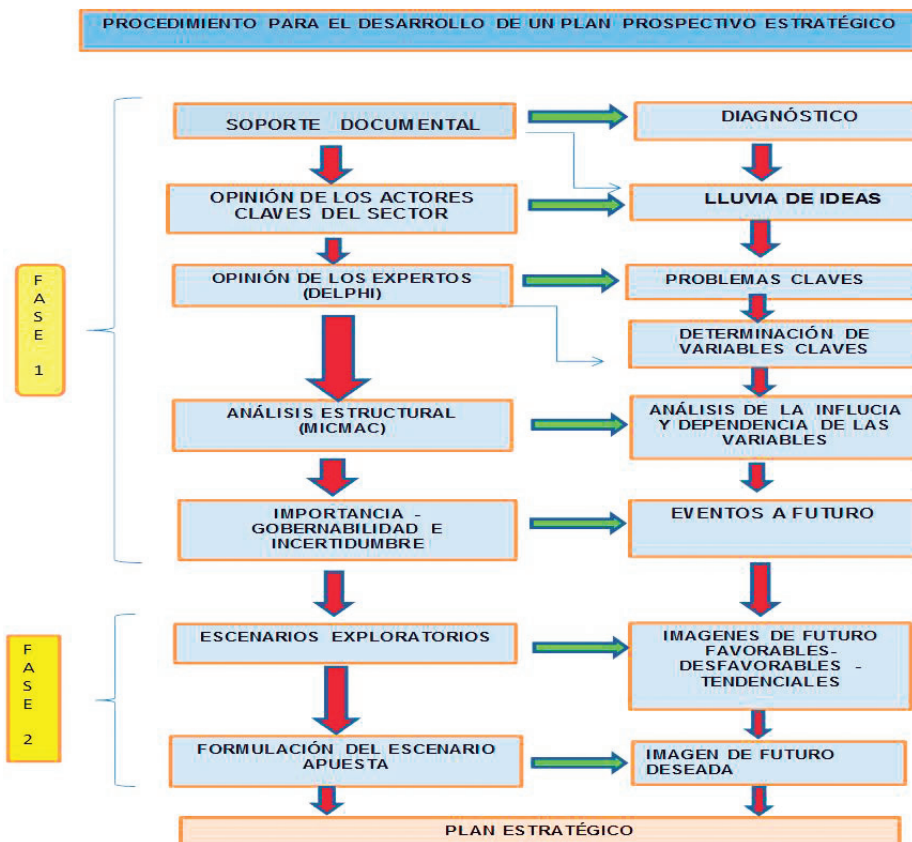 PROCEDIMIENTO PARA EL DESARROLLO DE UN PLAN PROSPECTIVO ESTRATÉGICO
FASE 1
SOPORTE DOCUMENTAL
DIAGNÓSTICO
OPINIÓN DE LOS ACTORES
CLAVES DEL SECTOR
LLUVIA DE IDEAS
OPINIÓN DE LOS EXPERTOS
(DELPHI)
PROBLEMAS CLAVES
DETERMINACIÓN DE
VARIABLES CLAVES
ANÁLISIS ESTRUCTURAL
(MICMAC)
ANÁLISIS DE LA INFLUCIA
Y DEPENDENCIA DE LAS
VARIABLES
IMPORTANCIA -
GOBERNABILIDAD E
INCERTIDUMBRE
EVENTOS A FUTURO
FASE 2
ESCENARIOS EXPLORATORIOS
IMAGENES DE FUTURO
FAVORABLES-
DESFAVORABLES -
TENDENCIALES
FORMULACIÓN DEL ESCENARIO
APUESTA
IMAGEN DE FUTURO
DESEADA
PLAN ESTRATÉGICO